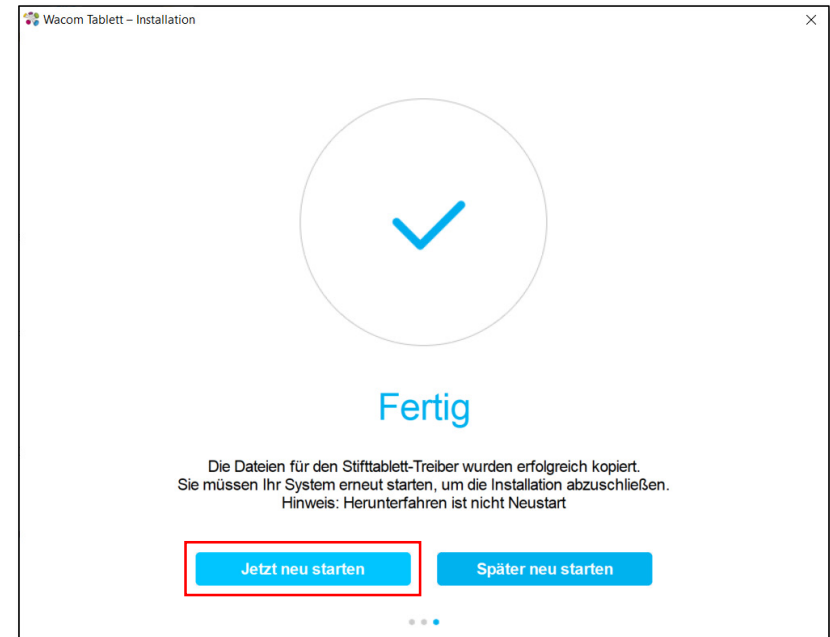 Wacom Tablett – Installation
Fertig
Die Dateien für den Stifttablett-Treiber wurden erfolgreich kopiert.
Sie müssen Ihr System erneut starten, um die Installation abzuschließen.
Hinweis: Herunterfahren ist nicht Neustart
Jetzt neu starten
Später neu starten